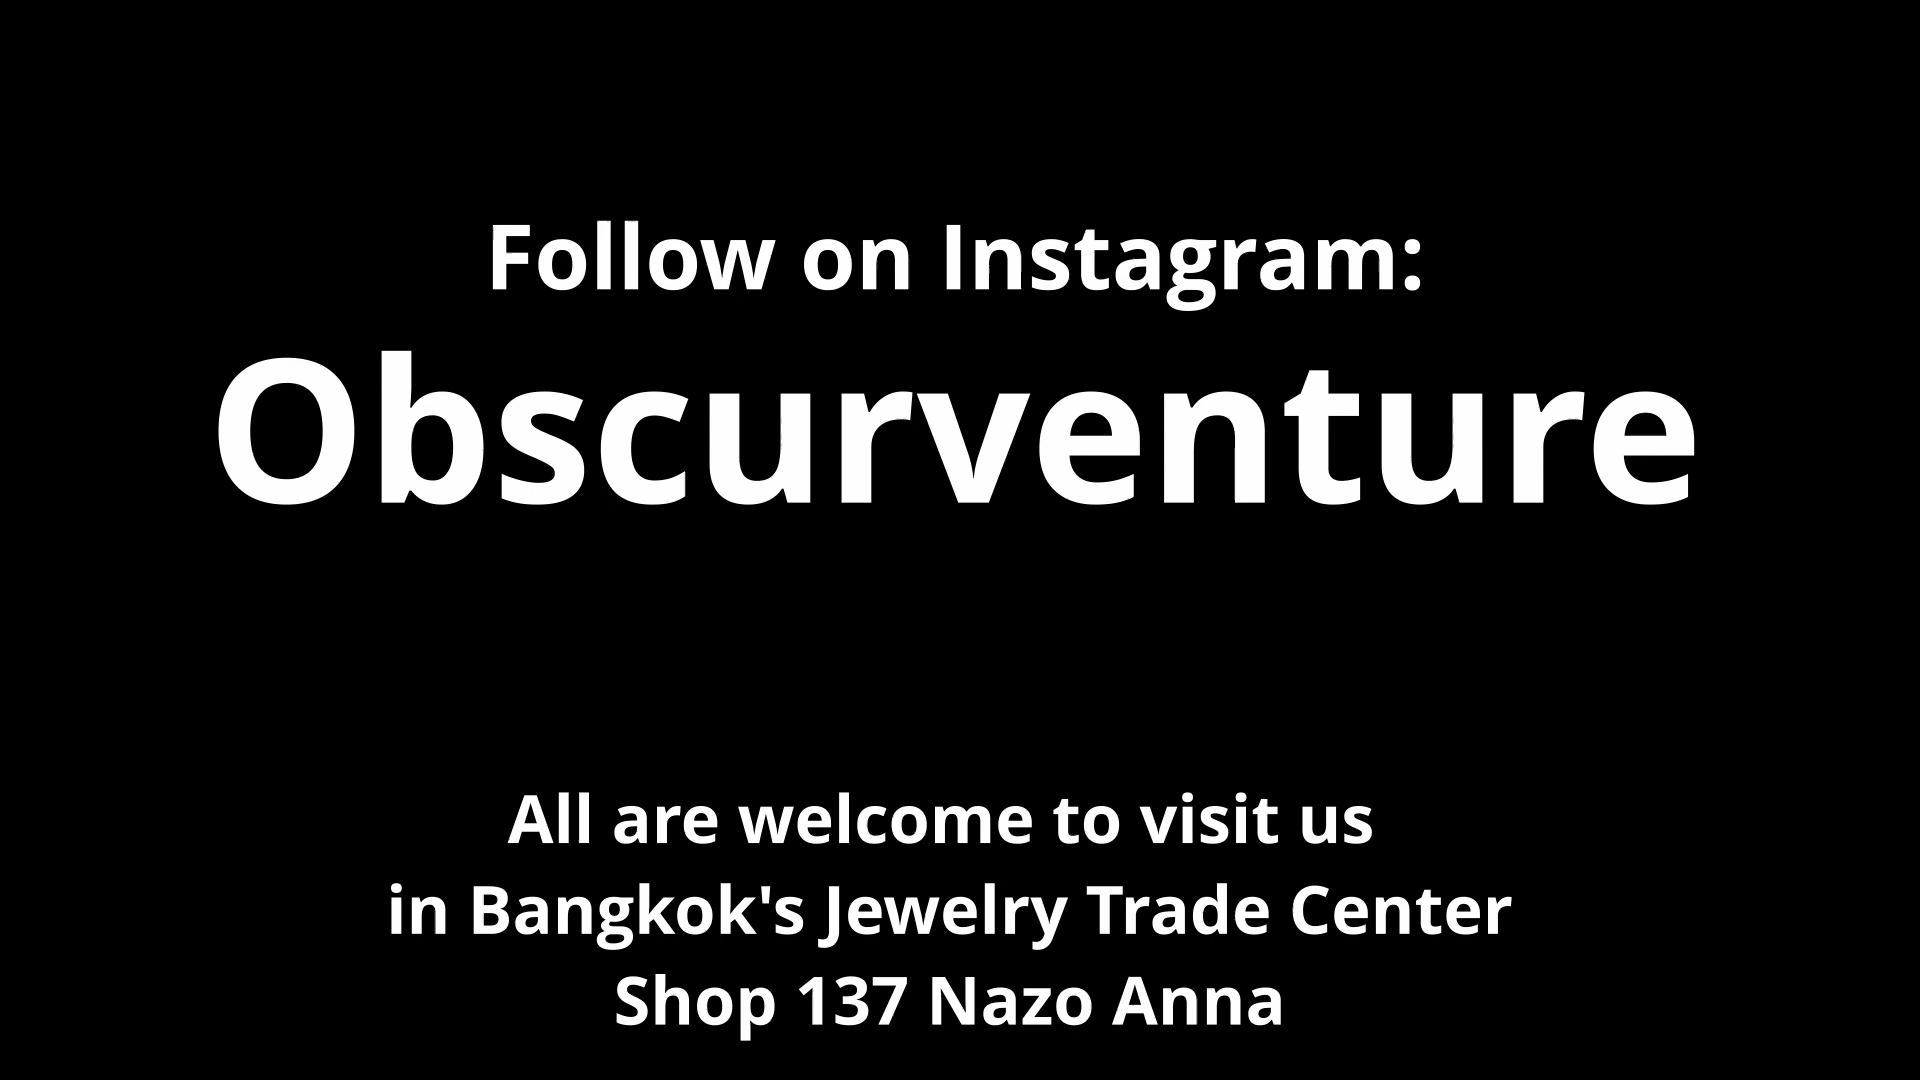 Follow on Instagram:
Obscurventure
All are welcome to visit us
in Bangkok's Jewelry Trade Center
Shop 137 Nazo Anna